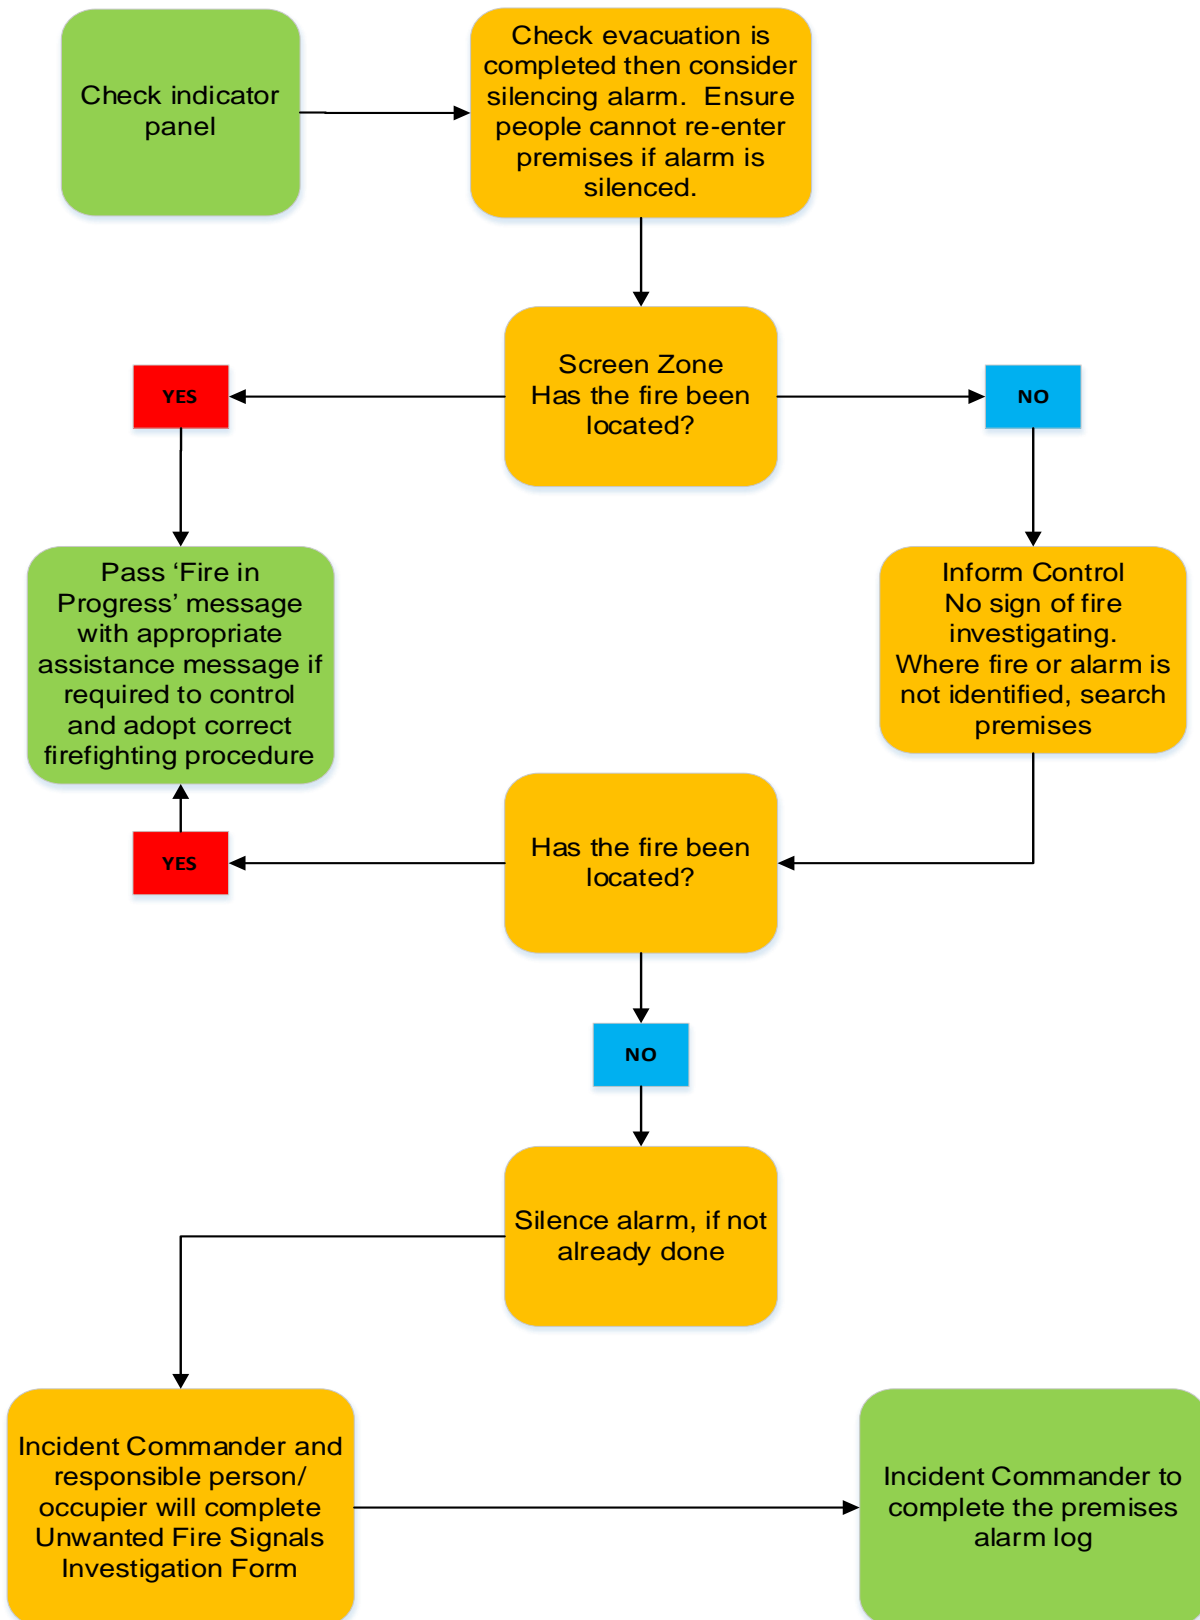 Check indicator
panel
Check evacuation is
completed then consider
silencing alarm.  Ensure
people cannot re-enter
premises if alarm is
silenced.
Screen Zone
Has the fire been
located?
YES
NO
Pass ‘Fire in
Progress’ message
with appropriate
assistance message if
required to control
and adopt correct
firefighting procedure
Inform Control
No sign of fire
investigating.
Where fire or alarm is
not identified, search
premises
Has the fire been
located?
YES
NO
Silence alarm, if not
already done
Incident Commander and
responsible person/
occupier will complete
Unwanted Fire Signals
Investigation Form
Incident Commander to
complete the premises
alarm log